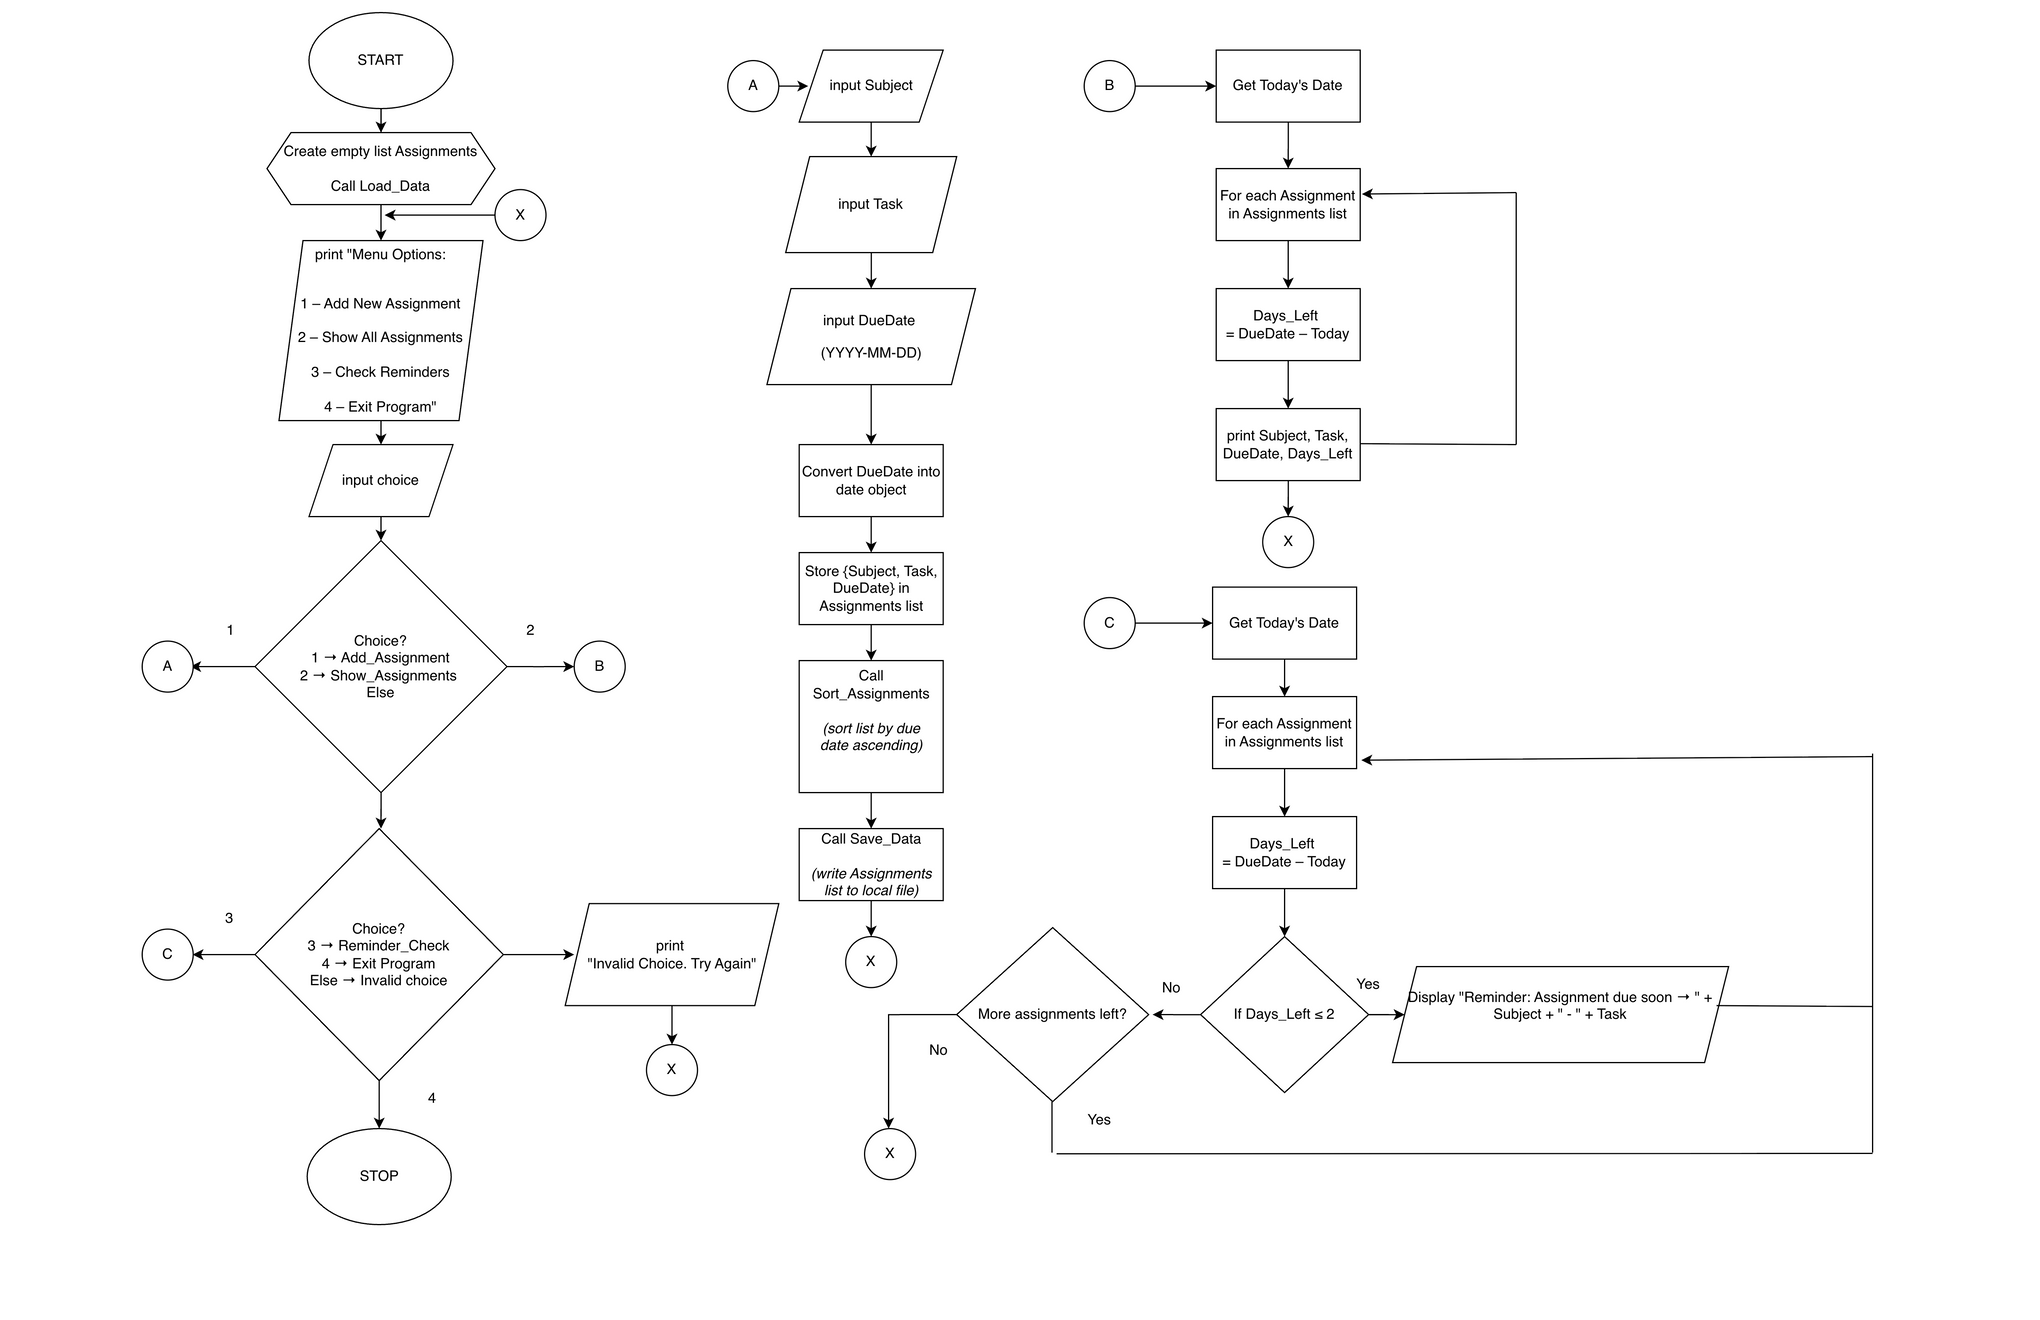 START
Create empty list Assignments
Call Load_Data
X
print "Menu Options:
1 – Add New Assignment
2 – Show All Assignments
3 – Check Reminders
4 – Exit Program"
input choice
1
2
A
Choice?
1 → Add_Assignment
2 → Show_Assignments
Else
B
3
C
Choice?
3 → Reminder_Check
4 → Exit Program
Else → Invalid choice
print
"Invalid Choice. Try Again"
X
4
STOP
A
input Subject
input Task
input DueDate
(YYYY-MM-DD)
Convert DueDate into
date object
Store {Subject, Task,
DueDate} in
Assignments list
Call
Sort_Assignments
(sort list by due
date ascending)
Call Save_Data
(write Assignments
list to local file)
X
B
Get Today's Date
For each Assignment
in Assignments list
Days_Left
= DueDate – Today
print Subject, Task,
DueDate, Days_Left
X
C
Get Today's Date
For each Assignment
in Assignments list
Days_Left
= DueDate – Today
If Days_Left ≤ 2
Yes
Display "Reminder: Assignment due soon → " +
Subject + " - " + Task
No
More assignments left?
No
Yes
X